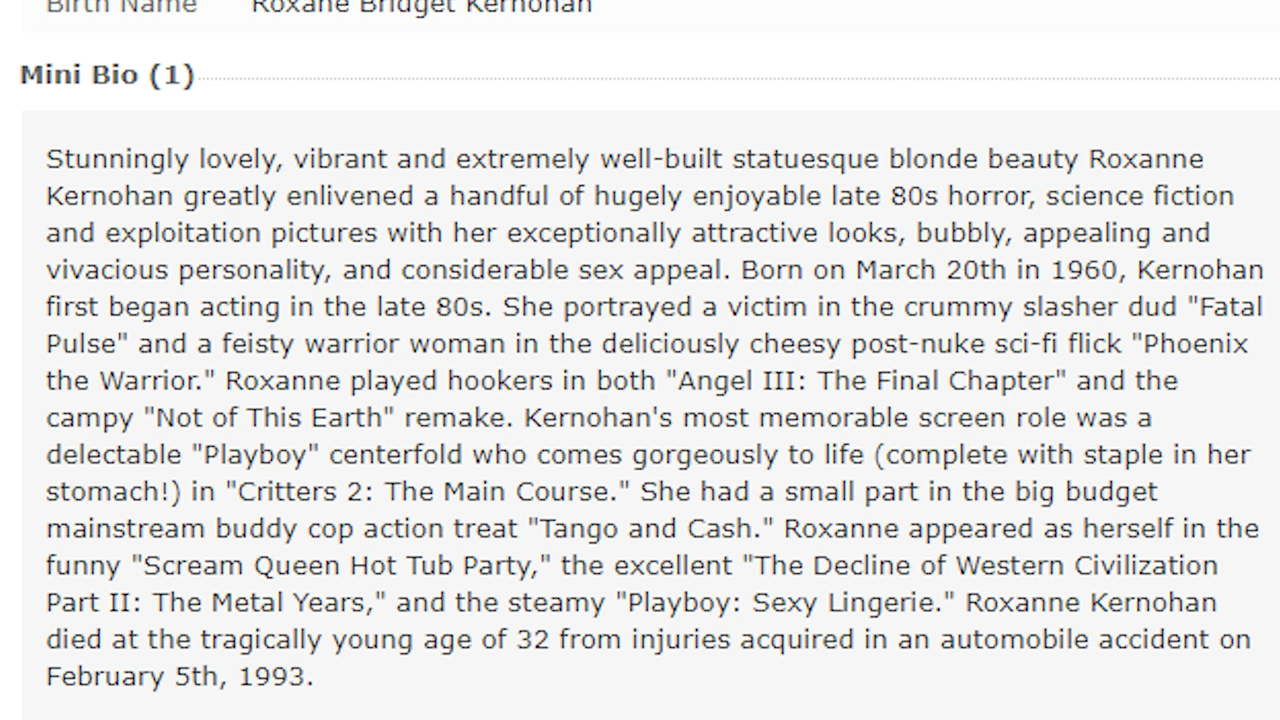 Birth Name Roxane Bridget Kernohan
Mini Bio (1)
Stunningly lovely, vibrant and extremely well-built statuesque blonde beauty Roxanne
Kernohan greatly enlivened a handful of hugely enjoyable late 80s horror, science fiction
and exploitation pictures with her exceptionally attractive looks, bubbly, appealing and
vivacious personality, and considerable sex appeal. Born on March 20th in 1960, Kernohan
first began acting in the late 80s. She portrayed a victim in the crummy slasher dud "Fatal
Pulse" and a feisty warrior woman in the deliciously cheesy post-nuke sci-fi flick "Phoenix
the Warrior." Roxanne played hookers in both "Angel III: The Final Chapter" and the
campy "Not of This Earth" remake. Kernohan's most memorable screen role was a
delectable "Playboy" centerfold who comes gorgeously to life (complete with staple in her
stomach!) in "Critters 2: The Main Course." She had a small part in the big budget
mainstream buddy cop action treat "Tango and Cash." Roxanne appeared as herself in the
funny "Scream Queen Hot Tub Party," the excellent "The Decline of Western Civilization
Part II: The Metal Years," and the steamy "Playboy: Sexy Lingerie." Roxanne Kernohan
died at the tragically young age of 32 from injuries acquired in an automobile accident on
February 5th, 1993.